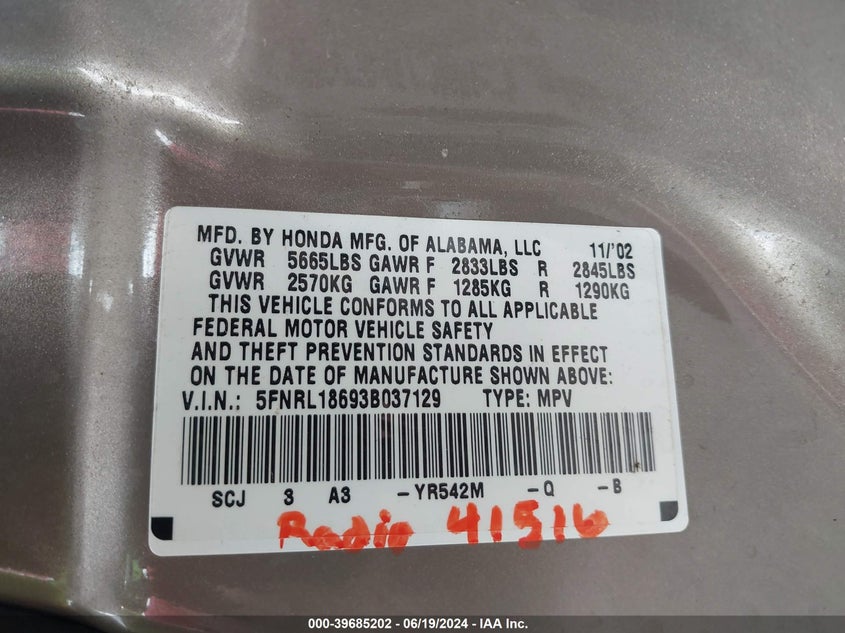 MFD. BY HONDA MFG. OF ALABAMA, LLC 11/'02
GVWR 5665LBS GAWR F 2833LBS R 2845LBS
GVWR 2570KG GAWR F 1285KG R 1290KG
THIS VEHICLE CONFORMS TO ALL APPLICABLE
FEDERAL MOTOR VEHICLE SAFETY
AND THEFT PREVENTION STANDARDS IN EFFECT
ON THE DATE OF MANUFACTURE SHOWN ABOVE:
V.I.N.: 5FNRL18693B037129 TYPE: MPV
SCJ 3 A3 -YR542M -Q -B
Radio 41516
000-39685202 - 06/19/2024 - IAA Inc.